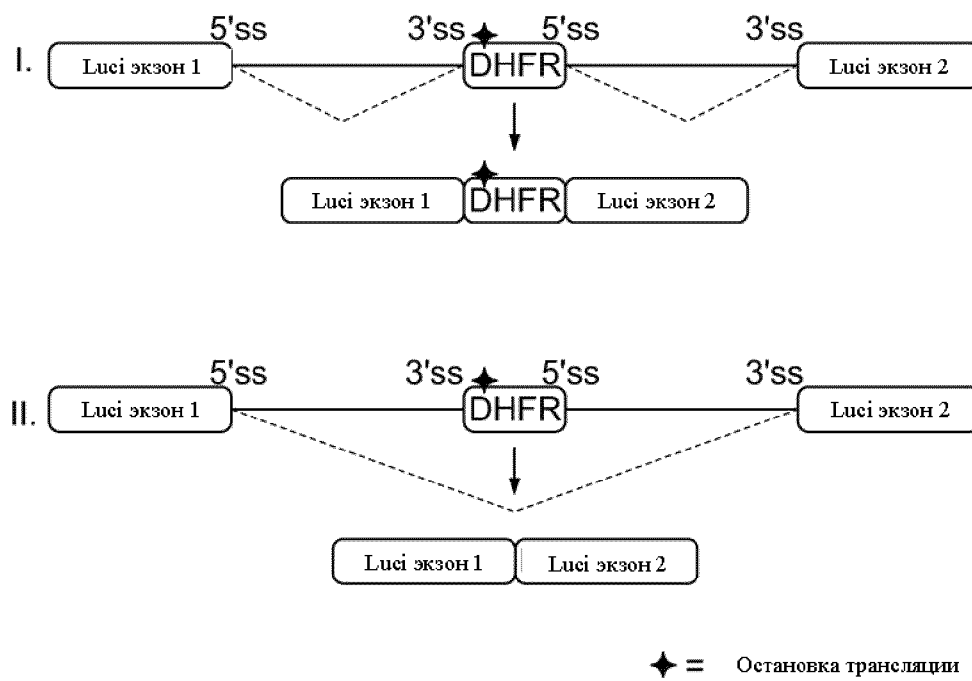 5'ss 3'ss 5'ss 3'ss
I. Luci экзон 1 DHFR Luci экзон 2
Luci экзон 1 DHFR Luci экзон 2
5'ss 3'ss 5'ss 3'ss
II. Luci экзон 1 DHFR Luci экзон 2
Luci экзон 1 Luci экзон 2
= Остановка трансляции